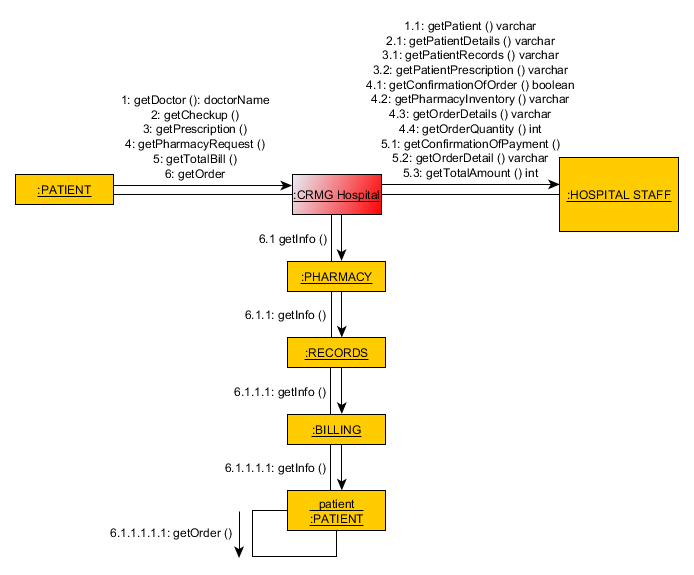 1: getDoctor (): doctorName
2: getCheckup ()
3: getPrescription ()
4: getPharmacyRequest ()
5: getTotalBill ()
6: getOrder
1.1: getPatient () varchar
2.1: getPatientDetails () varchar
3.1: getPatientRecords () varchar
3.2: getPatientPrescription () varchar
4.1: getConfirmationOfOrder () boolean
4.2: getPharmacyInventory () varchar
4.3: getOrderDetails () varchar
4.4: getOrderQuantity () int
5.1: getConfirmationOfPayment ()
5.2: getOrderDetail () varchar
5.3: getTotalAmount () int
:PATIENT
:CRMG Hospital
:HOSPITAL STAFF
6.1 getInfo ()
:PHARMACY
6.1.1: getInfo ()
:RECORDS
6.1.1.1: getInfo ()
:BILLING
6.1.1.1.1: getInfo ()
patient
:PATIENT
6.1.1.1.1.1: getOrder ()